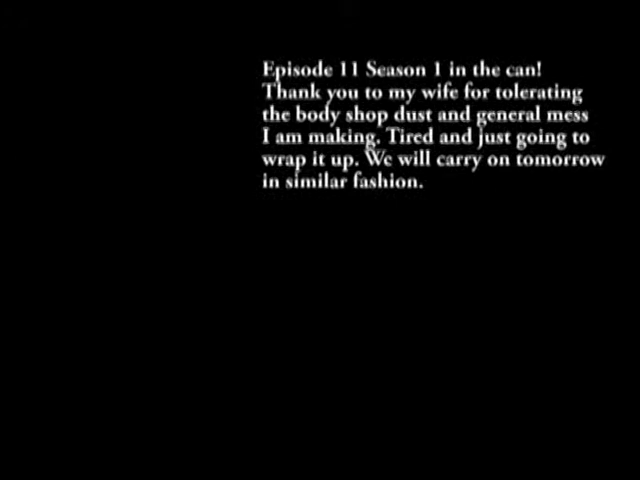 Episode 11 Season 1 in the can!
Thank you to my wife for tolerating
the body shop dust and general mess
I am making. Tired and just going to
wrap it up. We will carry on tomorrow
in similar fashion.